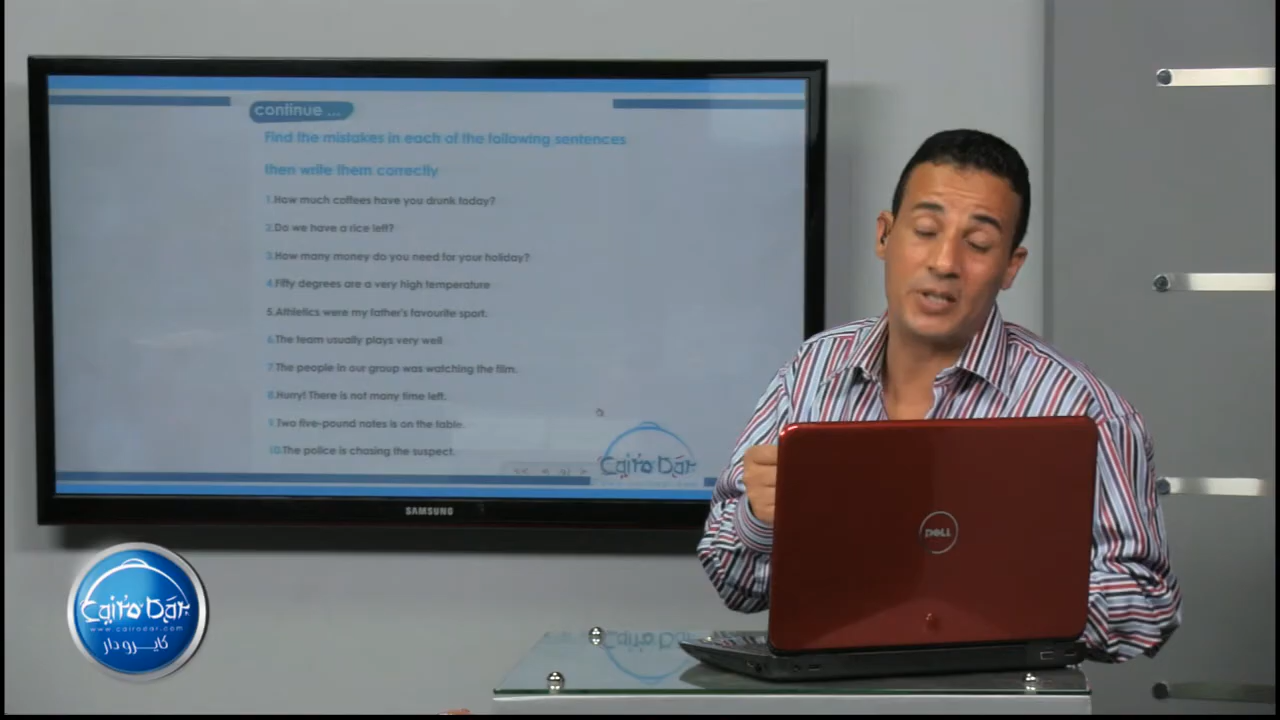 continue ...
Find the mistakes in each of the following sentences
then write them correctly
1.How much coffees have you drunk today?
2.Do we have a rice left?
3.How many money do you need for your holiday?
4.Fifty degrees are a very high temperature
5.Athletics were my father's favourite sport.
6.The team usually plays very well
7.The people in our group was watching the film.
8.Hurry! There is not many time left.
9.Two five-pound notes is on the table.
10.The police is chasing the suspect.
Cairo Dar
SAMSUNG
DELL
Cairo Dar
www.cairodar.com
كايرودار